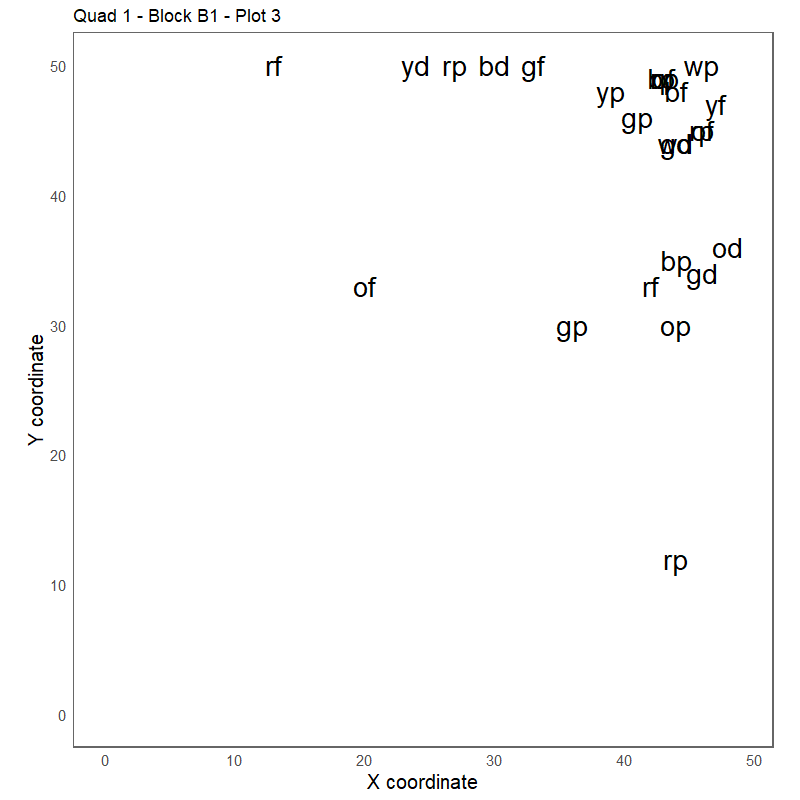 Quad 1 - Block B1 - Plot 3
50
rf
yd
rp
bd
gf
wp
yp
bf
yf
gp
40
od
bp
gd
rf
of
30
gp
op
20
rp
10
0
0
10
20
30
40
50
X coordinate
Y coordinate